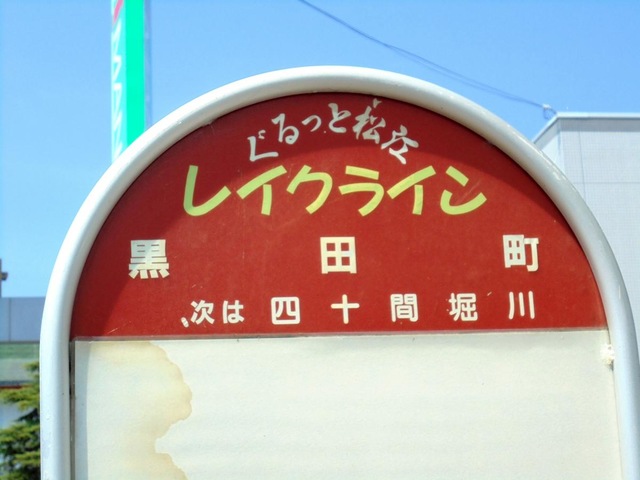 ぐるっと松江
レイクライン
黒田町
、次は 四十間堀川